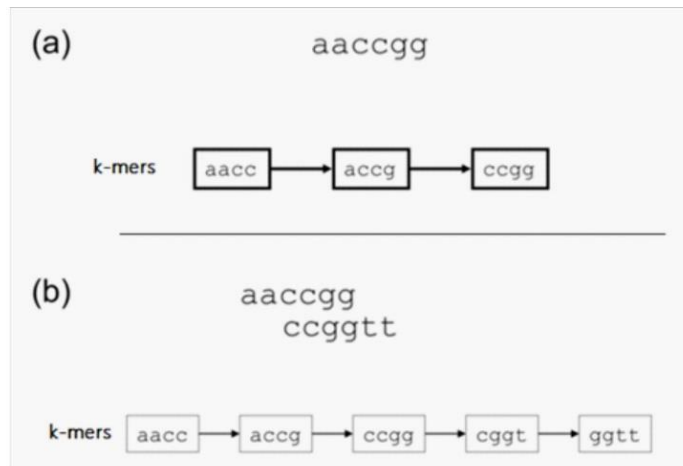 (a) aaccgg
k-mers aacc accg ccgg
(b) aaccgg
ccggtt
k-mers aacc accg ccgg cggt ggtt